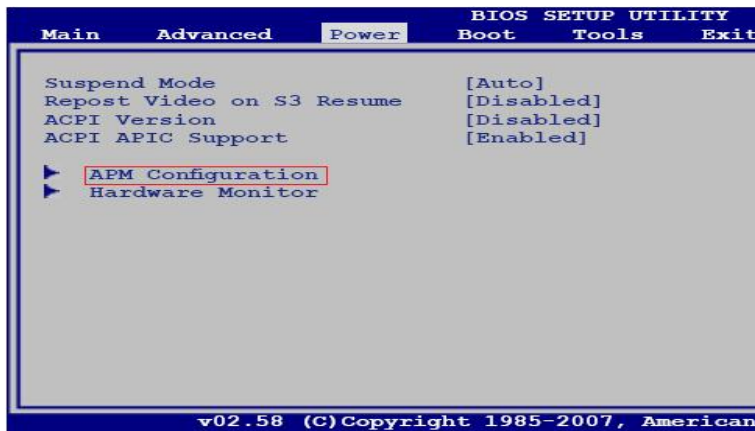 BIOS SETUP UTILITY
Main Advanced Power Boot Tools Exit
Suspend Mode [Auto]
Repost Video on S3 Resume [Disabled]
ACPI Version [Disabled]
ACPI APIC Support [Enabled]
APM Configuration
Hardware Monitor
v02.58 (C)Copyright 1985-2007, American